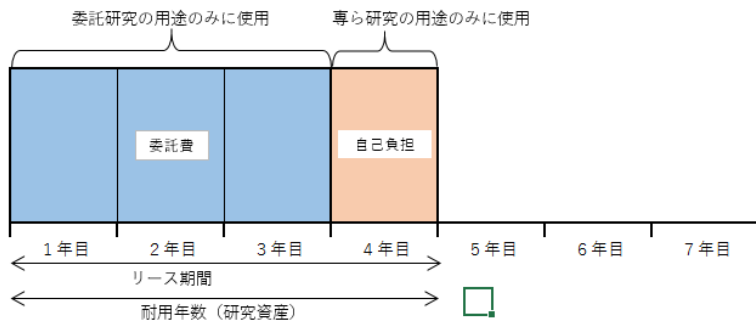 委託研究の用途のみに使用 専ら研究の用途のみに使用
委託費 自己負担
1年目 2年目 3年目 4年目 5年目 6年目 7年目
リース期間
耐用年数（研究資産）